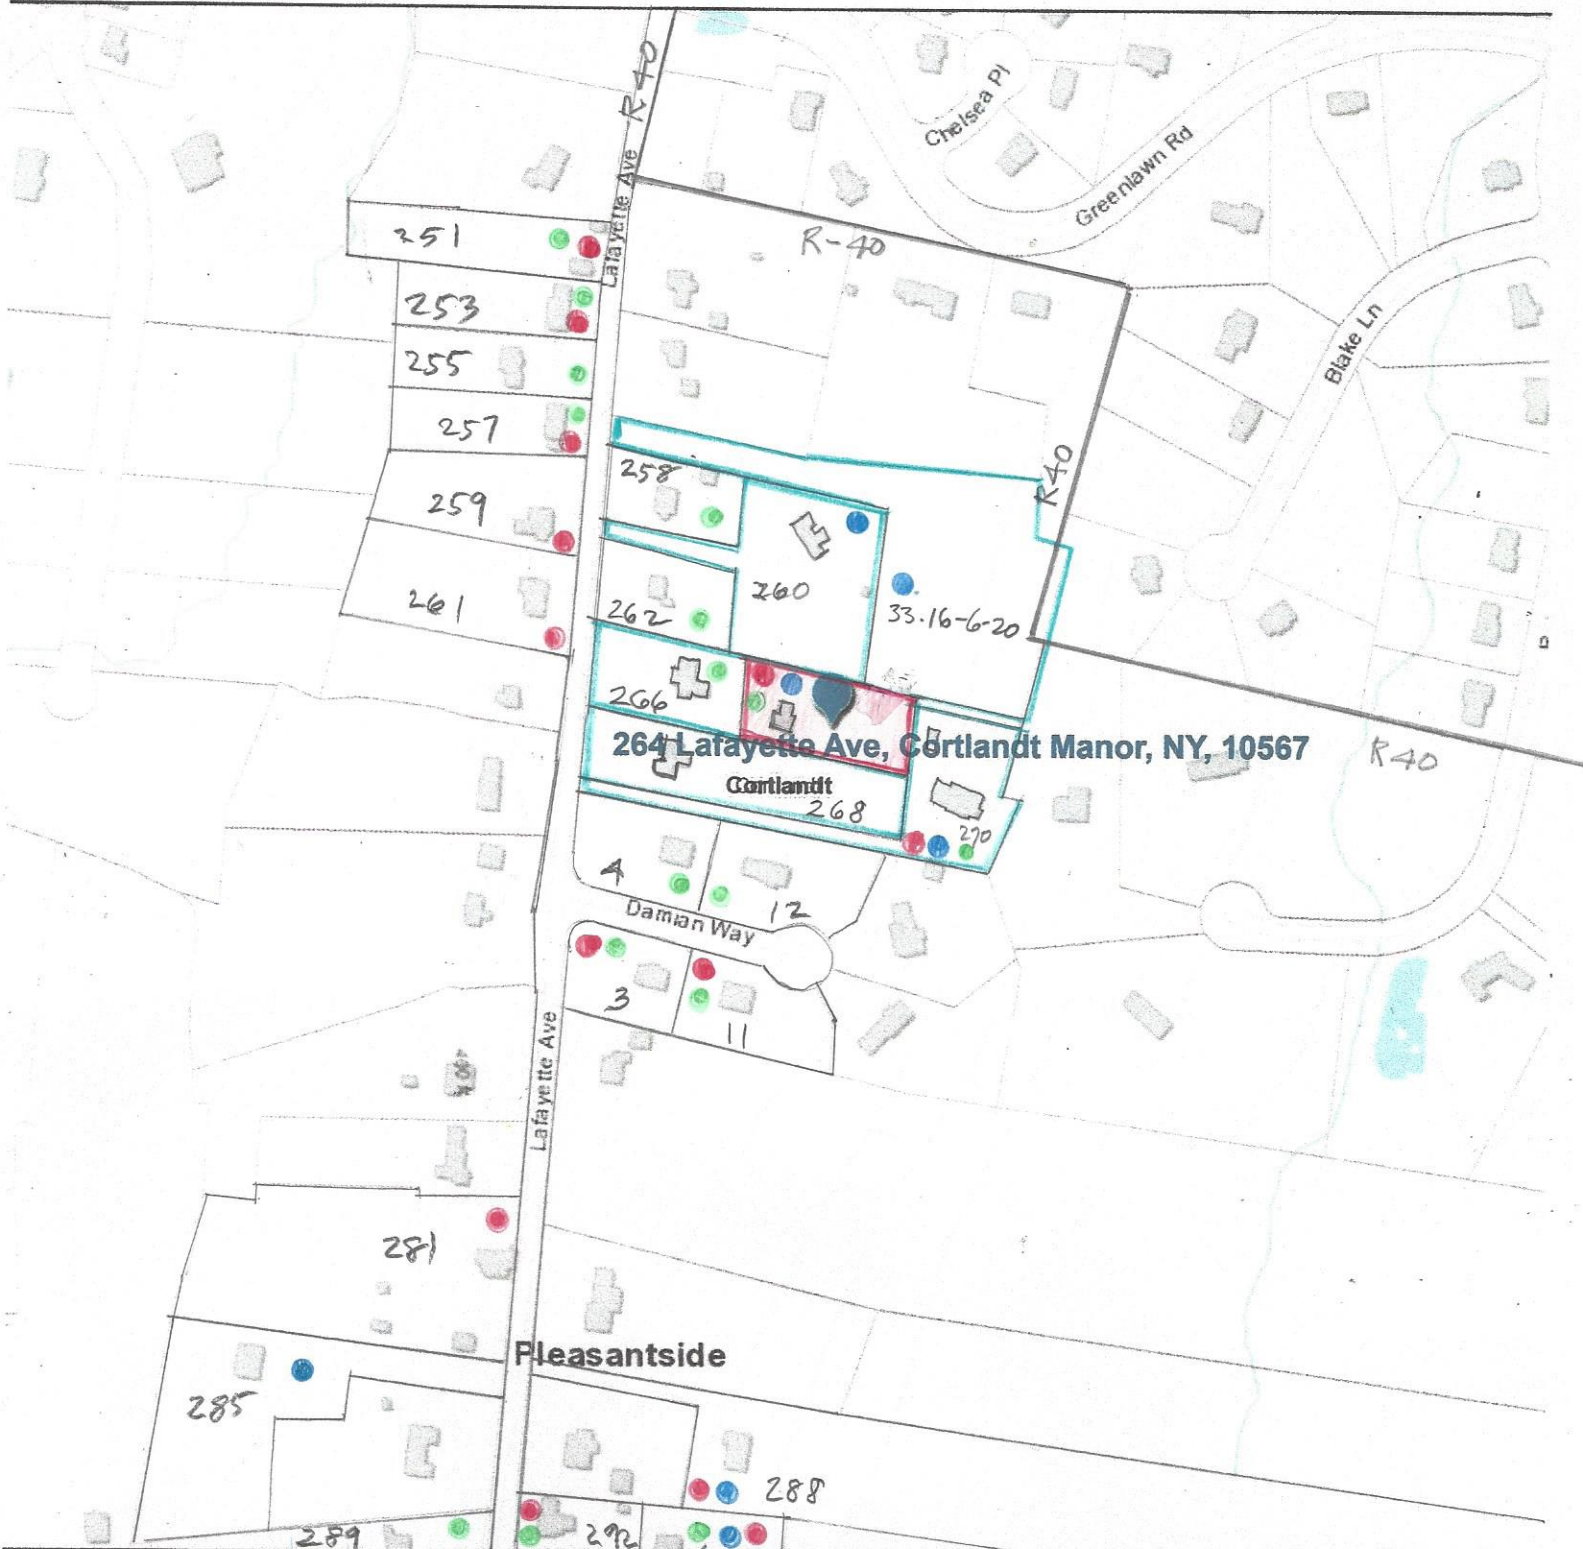 R-40
Chelsea Pl
Greenlawn Rd
Lafayette Ave
251
R-40
253
Blake Ln
255
257
258
R40
259
260
261
262
33.16-6-20
266
264 Lafayette Ave, Cortlandt Manor, NY, 10567
R40
Cortlandt
268
270
4
12
Damian Way
3
11
Lafayette Ave
281
Pleasantside
285
288
289
292